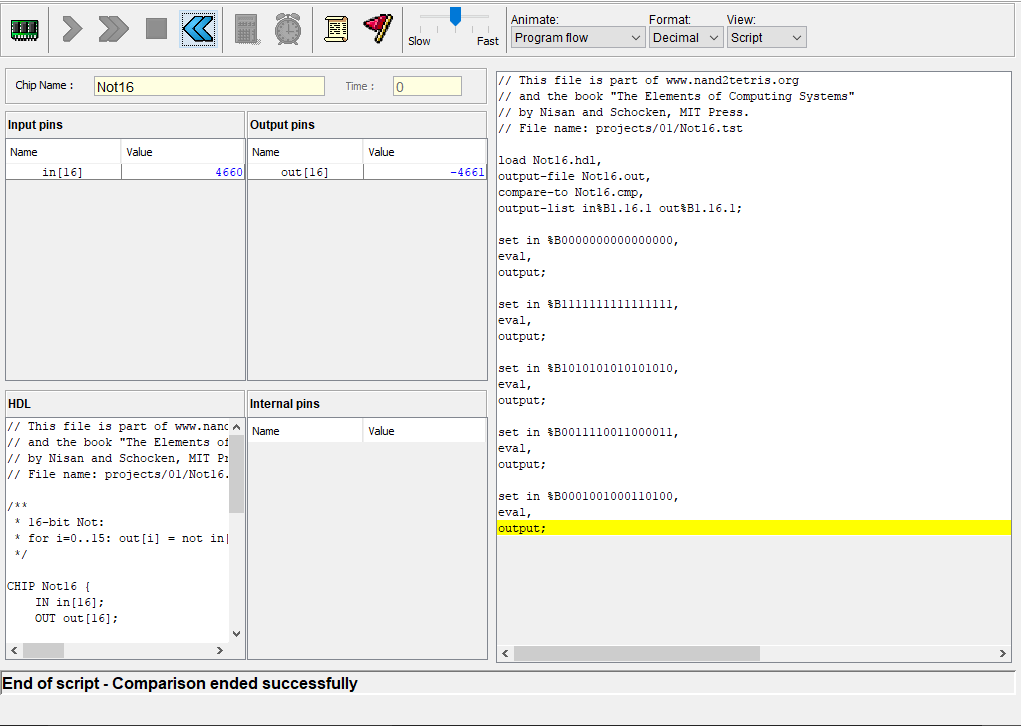 Slow
Fast
Animate:
Program flow
Format:
Decimal
View:
Script
Chip Name :
Not16
Time :
0
Input pins
Name
Value
in[16]
4660
Output pins
Name
Value
out[16]
-4661
HDL
// This file is part of www.nand
// and the book "The Elements of
// by Nisan and Schocken, MIT Pr
// File name: projects/01/Not16.
/**
* 16-bit Not:
* for i=0..15: out[i] = not in[
*/
CHIP Not16 {
IN in[16];
OUT out[16];
Internal pins
Name
Value
// This file is part of www.nand2tetris.org
// and the book "The Elements of Computing Systems"
// by Nisan and Schocken, MIT Press.
// File name: projects/01/Not16.tst
load Not16.hdl,
output-file Not16.out,
compare-to Not16.cmp,
output-list in%B1.16.1 out%B1.16.1;
set in %B0000000000000000,
eval,
output;
set in %B1111111111111111,
eval,
output;
set in %B1010101010101010,
eval,
output;
set in %B0011110011000011,
eval,
output;
set in %B0001001000110100,
eval,
output;
End of script - Comparison ended successfully